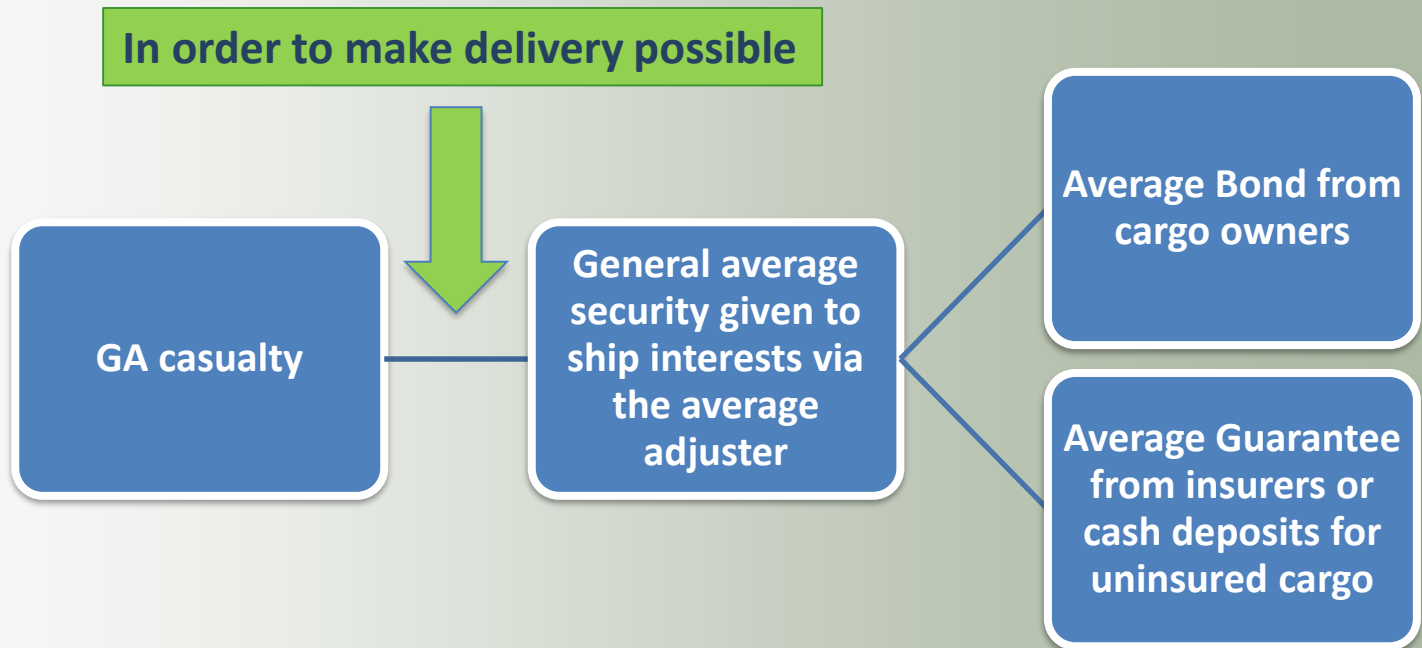 In order to make delivery possible
GA casualty
General average
security given to
ship interests via
the average
adjuster
Average Bond from
cargo owners
Average Guarantee
from insurers or
cash deposits for
uninsured cargo